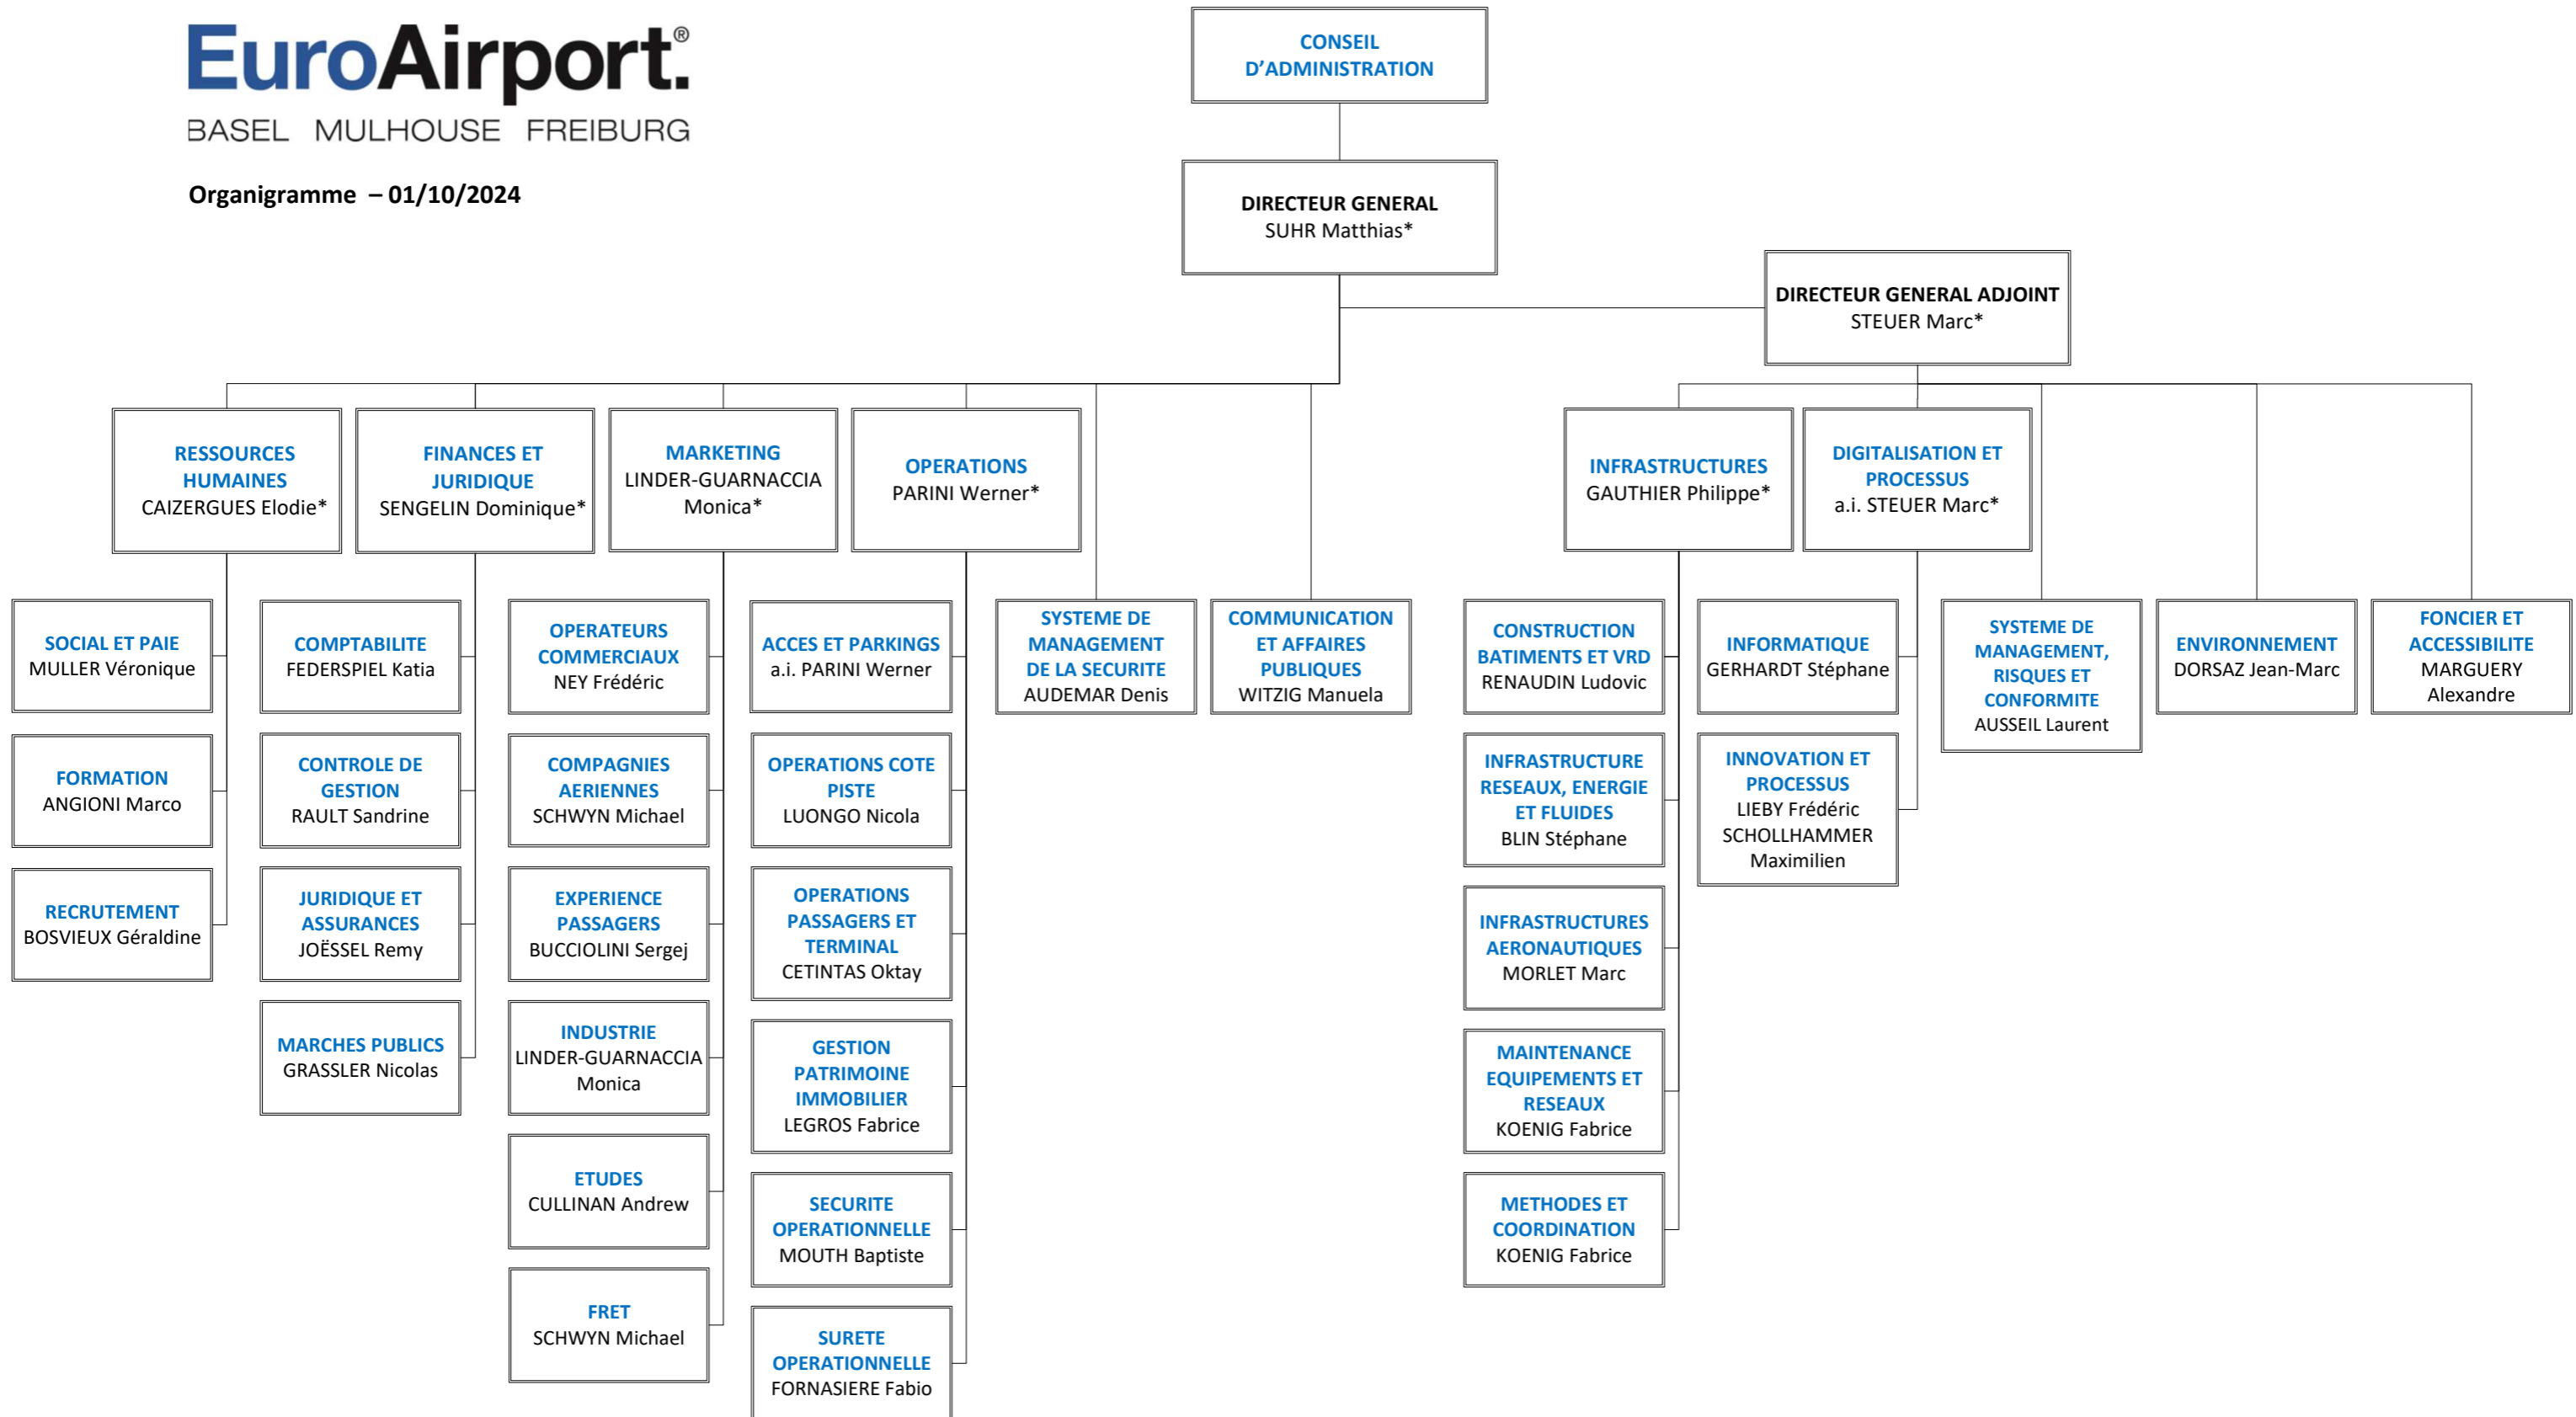 EuroAirport.®
BASEL MULHOUSE FREIBURG
Organigramme – 01/10/2024
CONSEIL
D'ADMINISTRATION
DIRECTEUR GENERAL
SUHR Matthias*
DIRECTEUR GENERAL ADJOINT
STEUER Marc*
RESSOURCES
HUMAINES
CAIZERGUES Elodie*
FINANCES ET
JURIDIQUE
SENGELIN Dominique*
MARKETING
LINDER-GUARNACCIA
Monica*
OPERATIONS
PARINI Werner*
INFRASTRUCTURES
GAUTHIER Philippe*
DIGITALISATION ET
PROCESSUS
a.i. STEUER Marc*
SOCIAL ET PAIE
MULLER Véronique
FORMATION
ANGIONI Marco
RECRUTEMENT
BOSVIEUX Géraldine
COMPTABILITE
FEDERSPIEL Katia
CONTROLE DE
GESTION
RAULT Sandrine
JURIDIQUE ET
ASSURANCES
JOËSSEL Remy
MARCHES PUBLICS
GRASSLER Nicolas
OPERATEURS
COMMERCIAUX
NEY Frédéric
COMPAGNIES
AERIENNES
SCHWYN Michael
EXPERIENCE
PASSAGERS
BUCCIOLINI Sergej
INDUSTRIE
LINDER-GUARNACCIA
Monica
ETUDES
CULLINAN Andrew
FRET
SCHWYN Michael
ACCES ET PARKINGS
a.i. PARINI Werner
OPERATIONS COTE
PISTE
LUONGO Nicola
OPERATIONS
PASSAGERS ET
TERMINAL
CETINTAS Oktay
GESTION
PATRIMOINE
IMMOBILIER
LEGROS Fabrice
SECURITE
OPERATIONNELLE
MOUTH Baptiste
SURETE
OPERATIONNELLE
FORNASIERE Fabio
SYSTEME DE
MANAGEMENT
DE LA SECURITE
AUDEMAR Denis
COMMUNICATION
ET AFFAIRES
PUBLIQUES
WITZIG Manuela
CONSTRUCTION
BATIMENTS ET VRD
RENAUDIN Ludovic
INFRASTRUCTURE
RESEAUX, ENERGIE
ET FLUIDES
BLIN Stéphane
INFRASTRUCTURES
AERONAUTIQUES
MORLET Marc
MAINTENANCE
EQUIPEMENTS ET
RESEAUX
KOENIG Fabrice
METHODES ET
COORDINATION
KOENIG Fabrice
INFORMATIQUE
GERHARDT Stéphane
INNOVATION ET
PROCESSUS
LIEBY Frédéric
SCHOLLHAMMER
Maximilien
SYSTEME DE
MANAGEMENT,
RISQUES ET
CONFORMITE
AUSSEIL Laurent
ENVIRONNEMENT
DORSAZ Jean-Marc
FONCIER ET
ACCESSIBILITE
MARGUERY
Alexandre